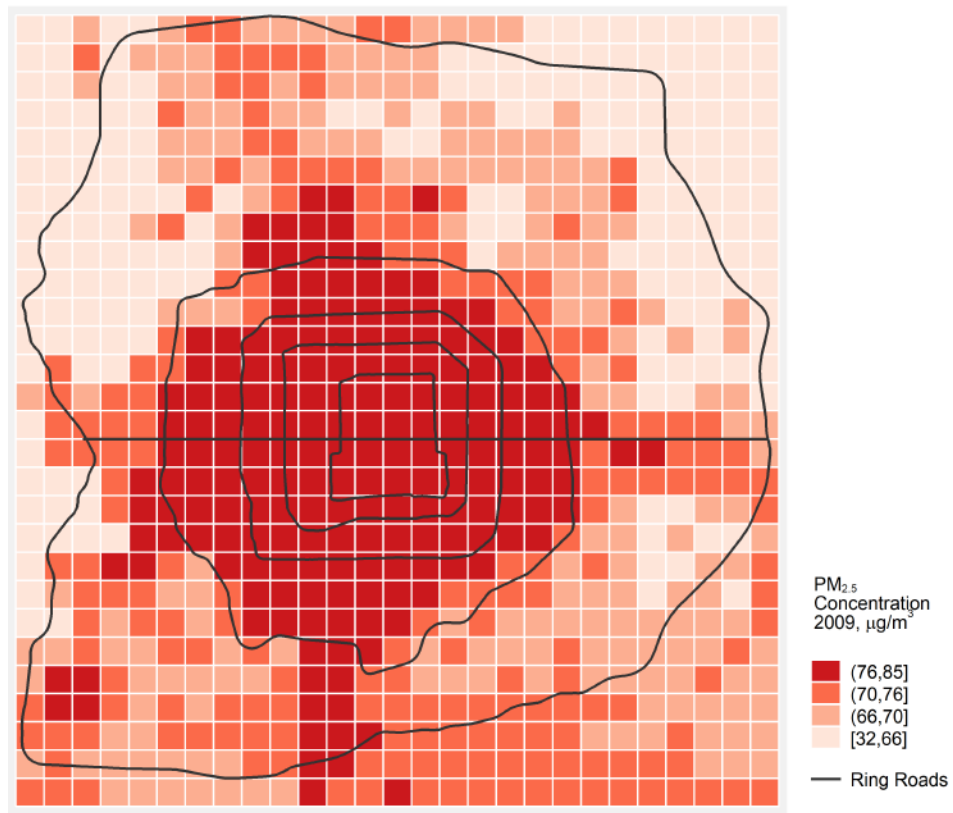 PM₂.₅
Concentration
2009, μg/m³
(76,85]
(70,76]
(66,70]
[32,66]
Ring Roads